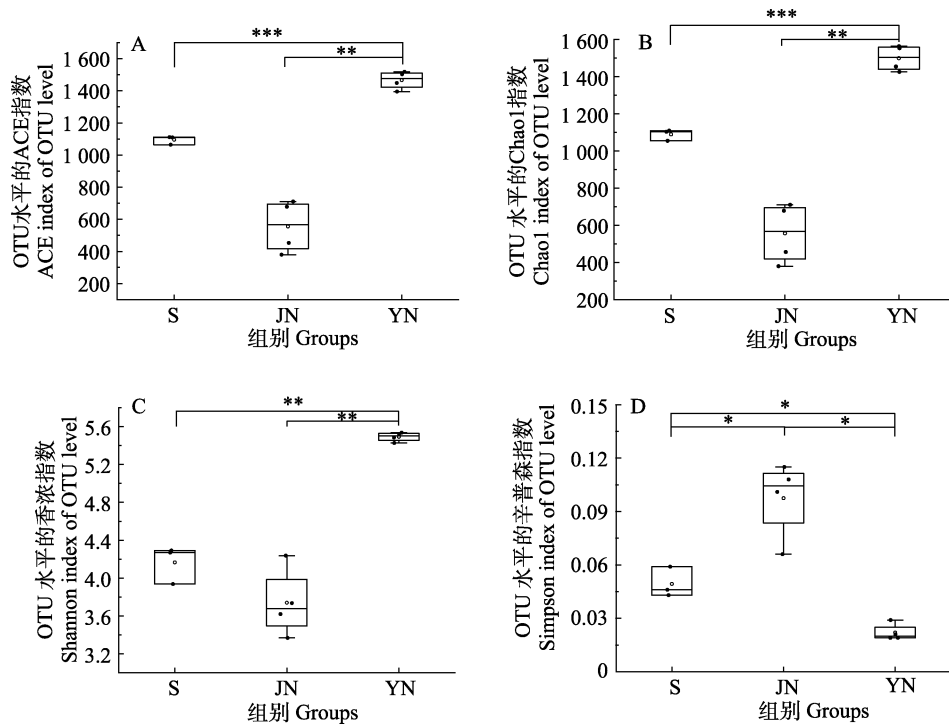 A
***
**
1 600
1 400
1 200
1 000
800
600
400
200
OTU水平的ACE指数
ACE index of OTU level
S
JN
YN
组别 Groups
B
***
**
1 600
1 400
1 200
1 000
800
600
400
200
OTU 水平的Chao1指数
Chao1 index of OTU level
S
JN
YN
组别 Groups
C
**
**
5.6
5.2
4.8
4.4
4.0
3.6
3.2
OTU 水平的香浓指数
Shannon index of OTU level
S
JN
YN
组别 Groups
D
*
*
*
0.15
0.12
0.09
0.06
0.03
0
OTU 水平的辛普森指数
Simpson index of OTU level
S
JN
YN
组别 Groups